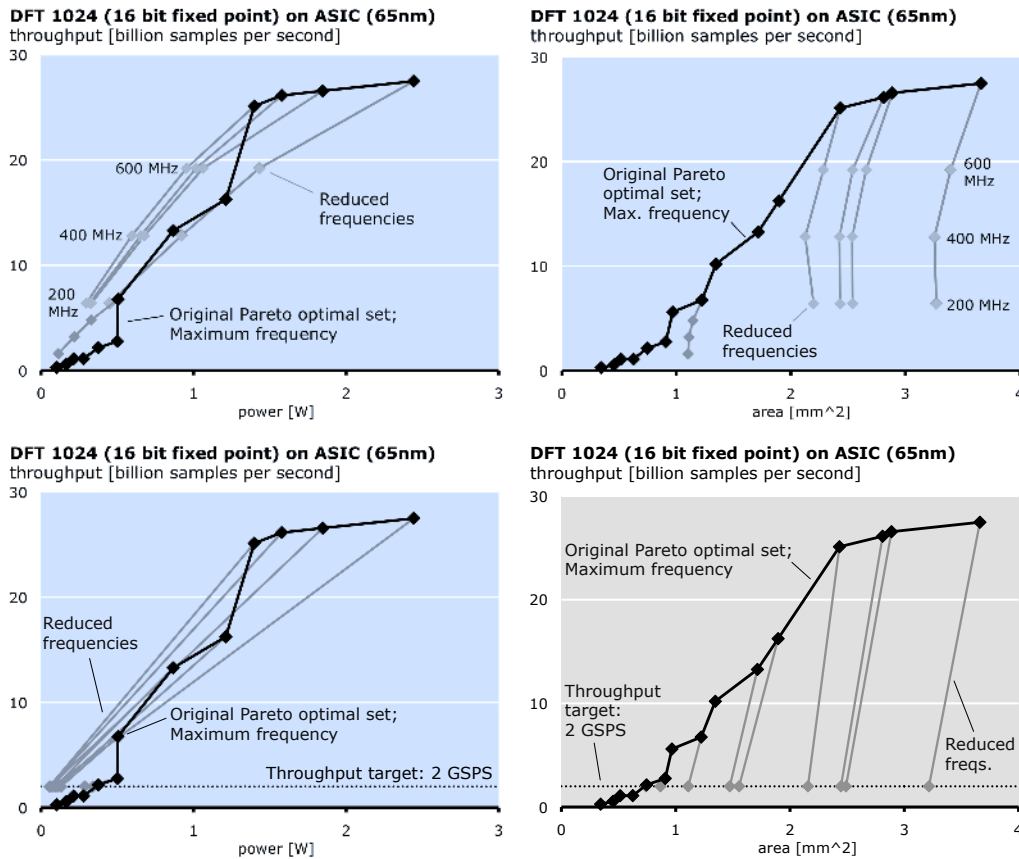 DFT 1024 (16 bit fixed point) on ASIC (65nm)
throughput [billion samples per second]
30
20
10
0
600 MHz
400 MHz
200
MHz
Reduced
frequencies
Original Pareto optimal set;
Maximum frequency
0
1
2
3
power [W]
DFT 1024 (16 bit fixed point) on ASIC (65nm)
throughput [billion samples per second]
30
20
10
0
Original Pareto
optimal set;
Max. frequency
600
MHz
400 MHz
200 MHz
Reduced
frequencies
0
1
2
3
4
area [mm^2]
DFT 1024 (16 bit fixed point) on ASIC (65nm)
throughput [billion samples per second]
30
20
10
0
Reduced
frequencies
Original Pareto optimal set;
Maximum frequency
Throughput target: 2 GSPS
0
1
2
3
power [W]
DFT 1024 (16 bit fixed point) on ASIC (65nm)
throughput [billion samples per second]
30
20
10
0
Original Pareto optimal set;
Maximum frequency
Throughput
target:
2 GSPS
Reduced
freqs.
0
1
2
3
4
area [mm^2]